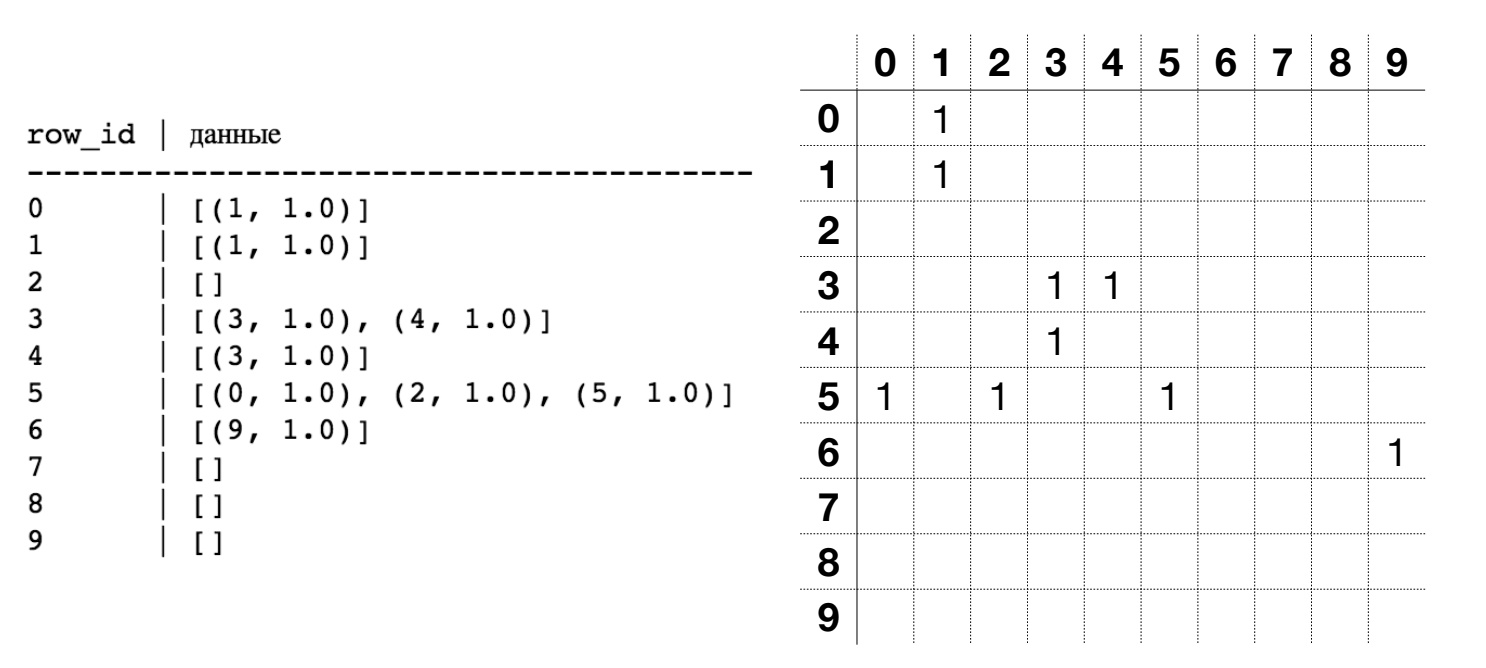 row_id | данные
----------------------------------------
0 | [(1, 1.0)]
1 | [(1, 1.0)]
2 | []
3 | [(3, 1.0), (4, 1.0)]
4 | [(3, 1.0)]
5 | [(0, 1.0), (2, 1.0), (5, 1.0)]
6 | [(9, 1.0)]
7 | []
8 | []
9 | []
0 1 2 3 4 5 6 7 8 9
0 1
1 1
2
3 1 1
4 1
5 1 1 1
6 1
7
8
9